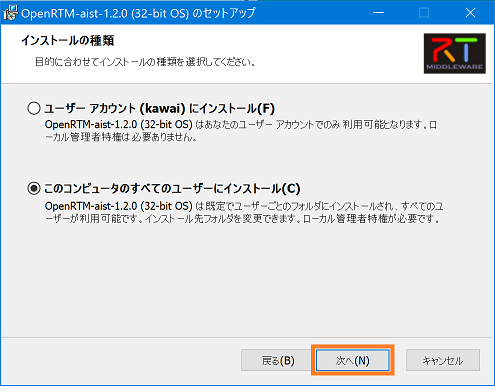 OpenRTM-aist-1.2.0 (32-bit OS) のセットアップ
インストールの種類
目的に合わせてインストールの種類を選択してください。
RT
MIDDLEWARE
ユーザー アカウント (kawai) にインストール(F)
OpenRTM-aist-1.2.0 (32-bit OS) はあなたのユーザー アカウントでのみ利用可能となります。ロ
ーカル管理者特権は必要ありません。
このコンピュータのすべてのユーザーにインストール(C)
OpenRTM-aist-1.2.0 (32-bit OS) は既定でユーザーごとのフォルダにインストールされ、すべてのユ
ーザーが利用可能です。インストール先フォルダを変更できます。ローカル管理者特権が必要です。
戻る(B)
次へ(N)
キャンセル